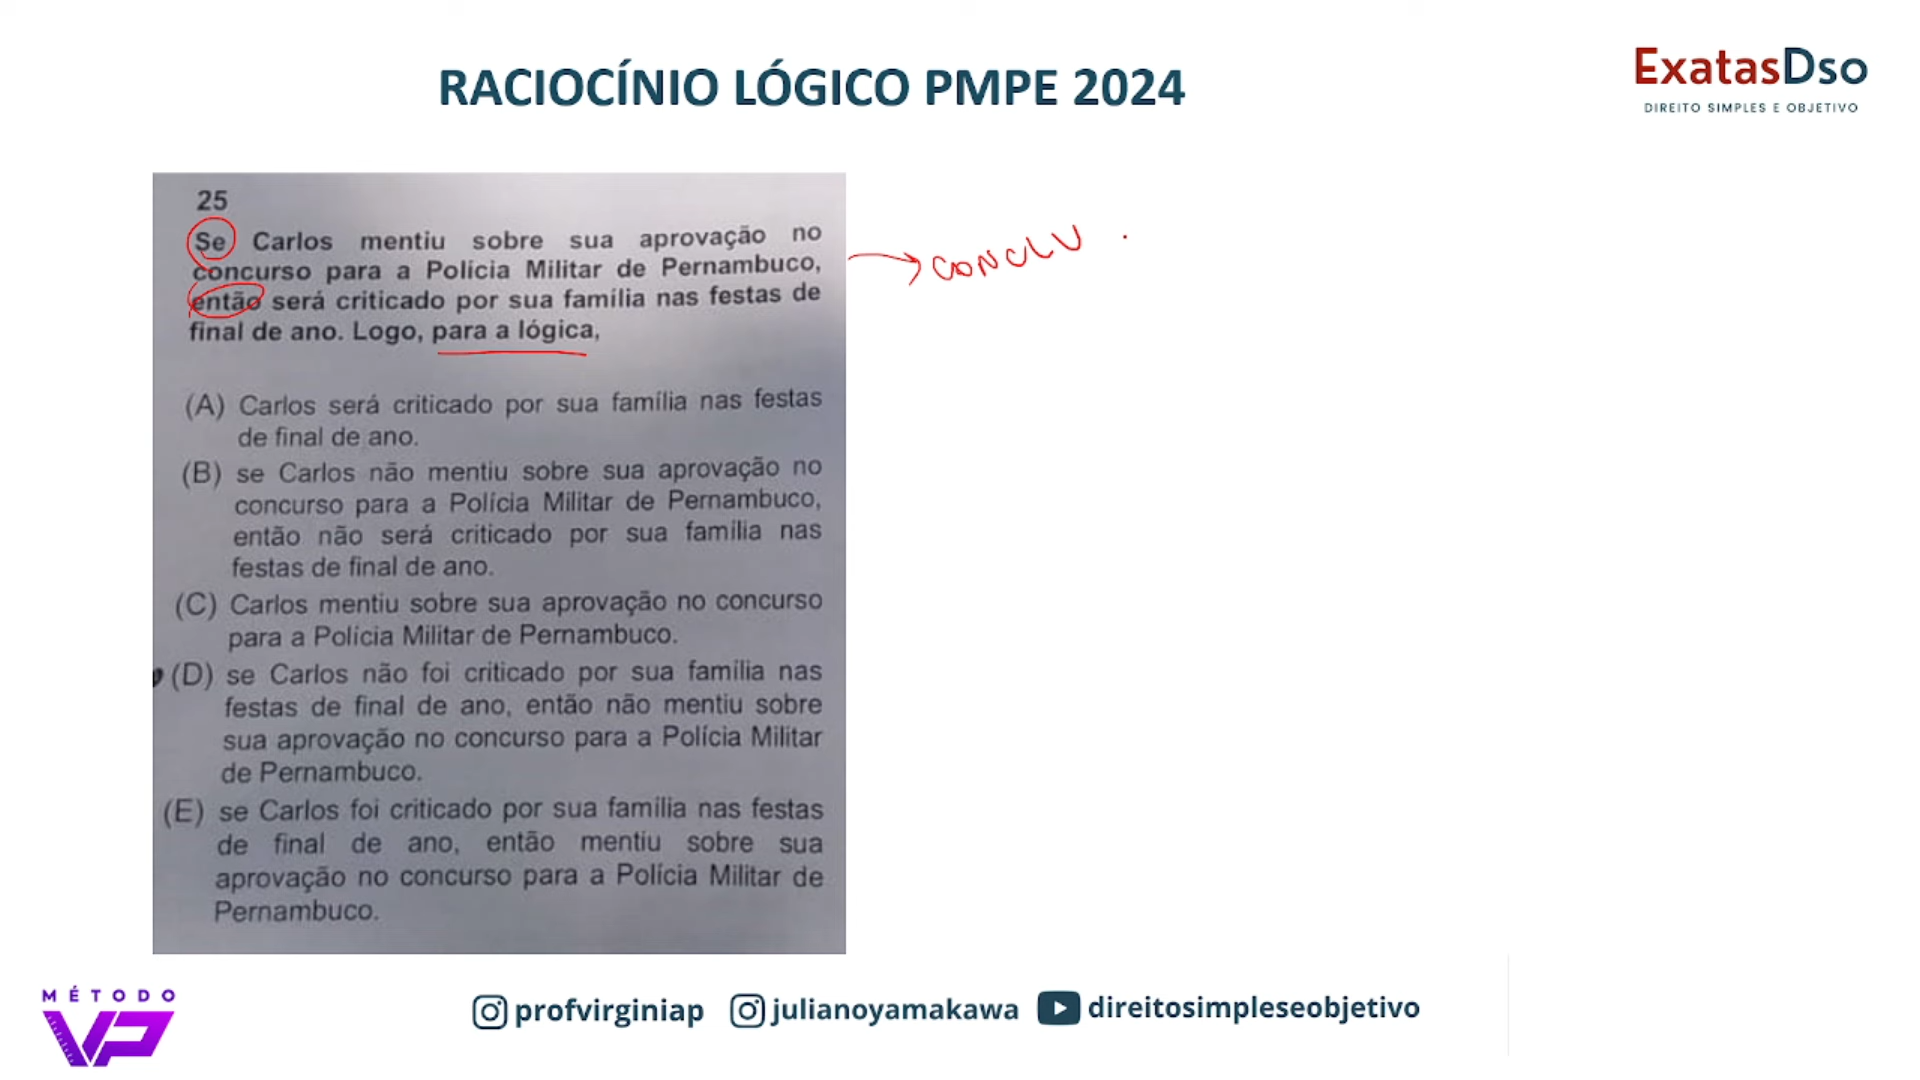 RACIOCÍNIO LÓGICO PMPE 2024
ExatasDso
DIREITO SIMPLES E OBJETIVO
25
Se Carlos mentiu sobre sua aprovação no
concurso para a Polícia Militar de Pernambuco,
então será criticado por sua família nas festas de
final de ano. Logo, para a lógica,
CONCLU
(A) Carlos será criticado por sua família nas festas
de final de ano.
(B) se Carlos não mentiu sobre sua aprovação no
concurso para a Polícia Militar de Pernambuco,
então não será criticado por sua família nas
festas de final de ano.
(C) Carlos mentiu sobre sua aprovação no concurso
para a Polícia Militar de Pernambuco.
(D) se Carlos não foi criticado por sua família nas
festas de final de ano, então não mentiu sobre
sua aprovação no concurso para a Polícia Militar
de Pernambuco.
(E) se Carlos foi criticado por sua família nas festas
de final de ano, então mentiu sobre sua
aprovação no concurso para a Polícia Militar de
Pernambuco.
MÉTODO
VP
profvirginiap julianoyamakawa direitosimpleseobjetivo